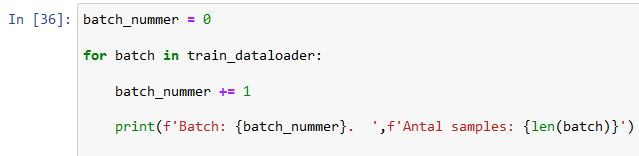 In [36]: batch_nummer = 0
for batch in train_dataloader:
batch_nummer += 1
print(f'Batch: {batch_nummer}.  ',f'Antal samples: {len(batch)}')